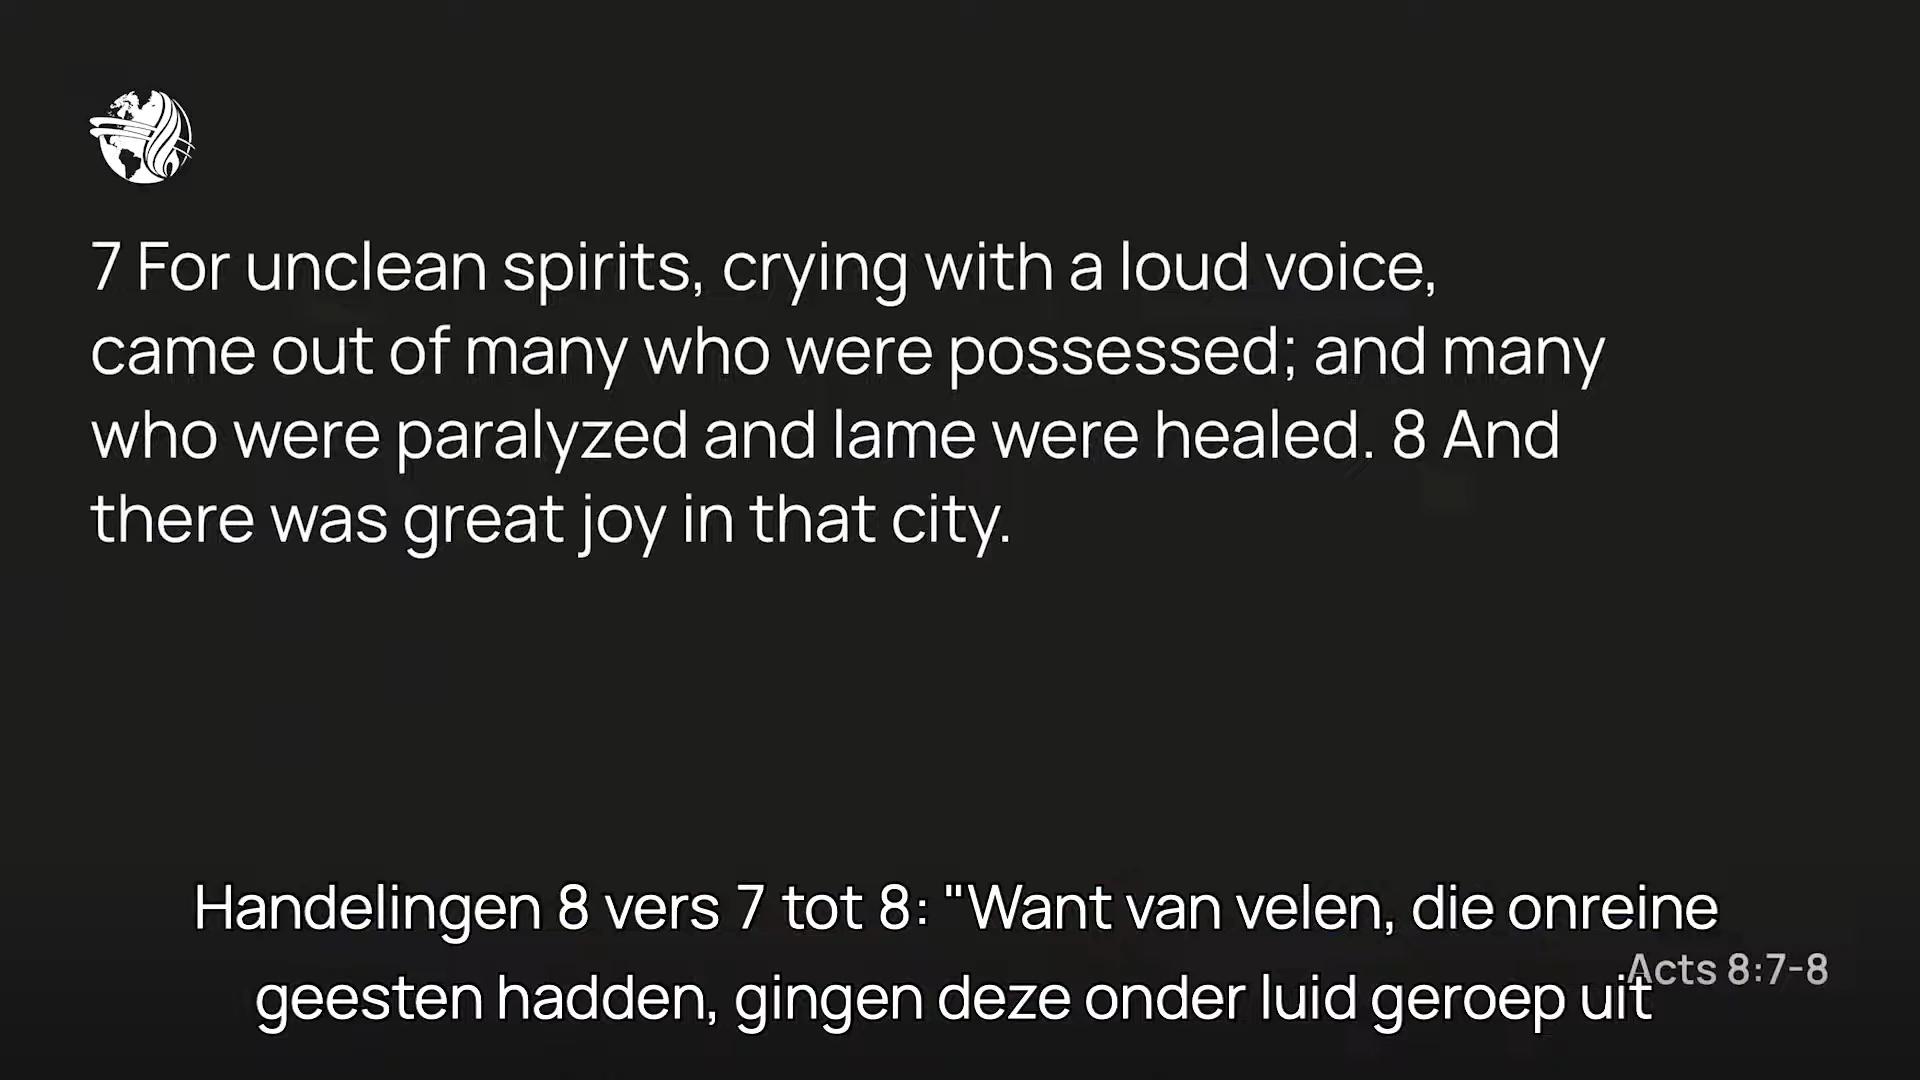 7 For unclean spirits, crying with a loud voice,
came out of many who were possessed; and many
who were paralyzed and lame were healed. 8 And
there was great joy in that city.
Handelingen 8 vers 7 tot 8: "Want van velen, die onreine
Acts 8:7-8
geesten hadden, gingen deze onder luid geroep uit